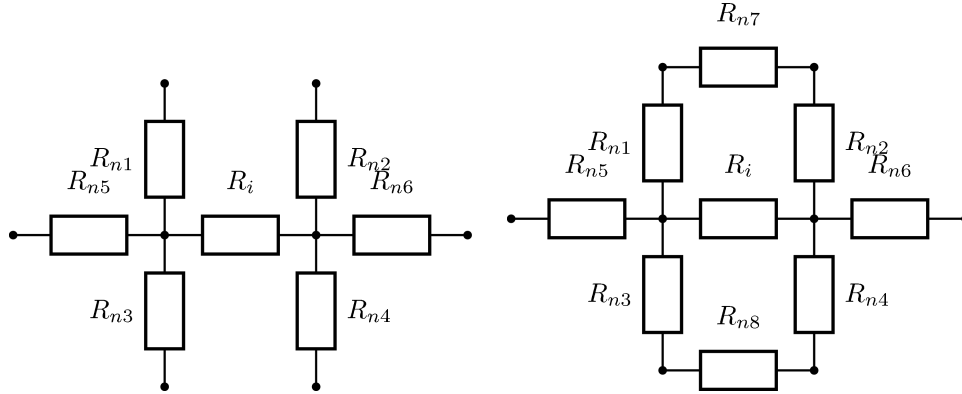 R_{n7}
R_{n1} R_{n2} R_{n1} R_{n2}
R_{n5} R_i R_{n6} R_{n5} R_i R_{n6}
R_{n3} R_{n4} R_{n3} R_{n4}
R_{n8}